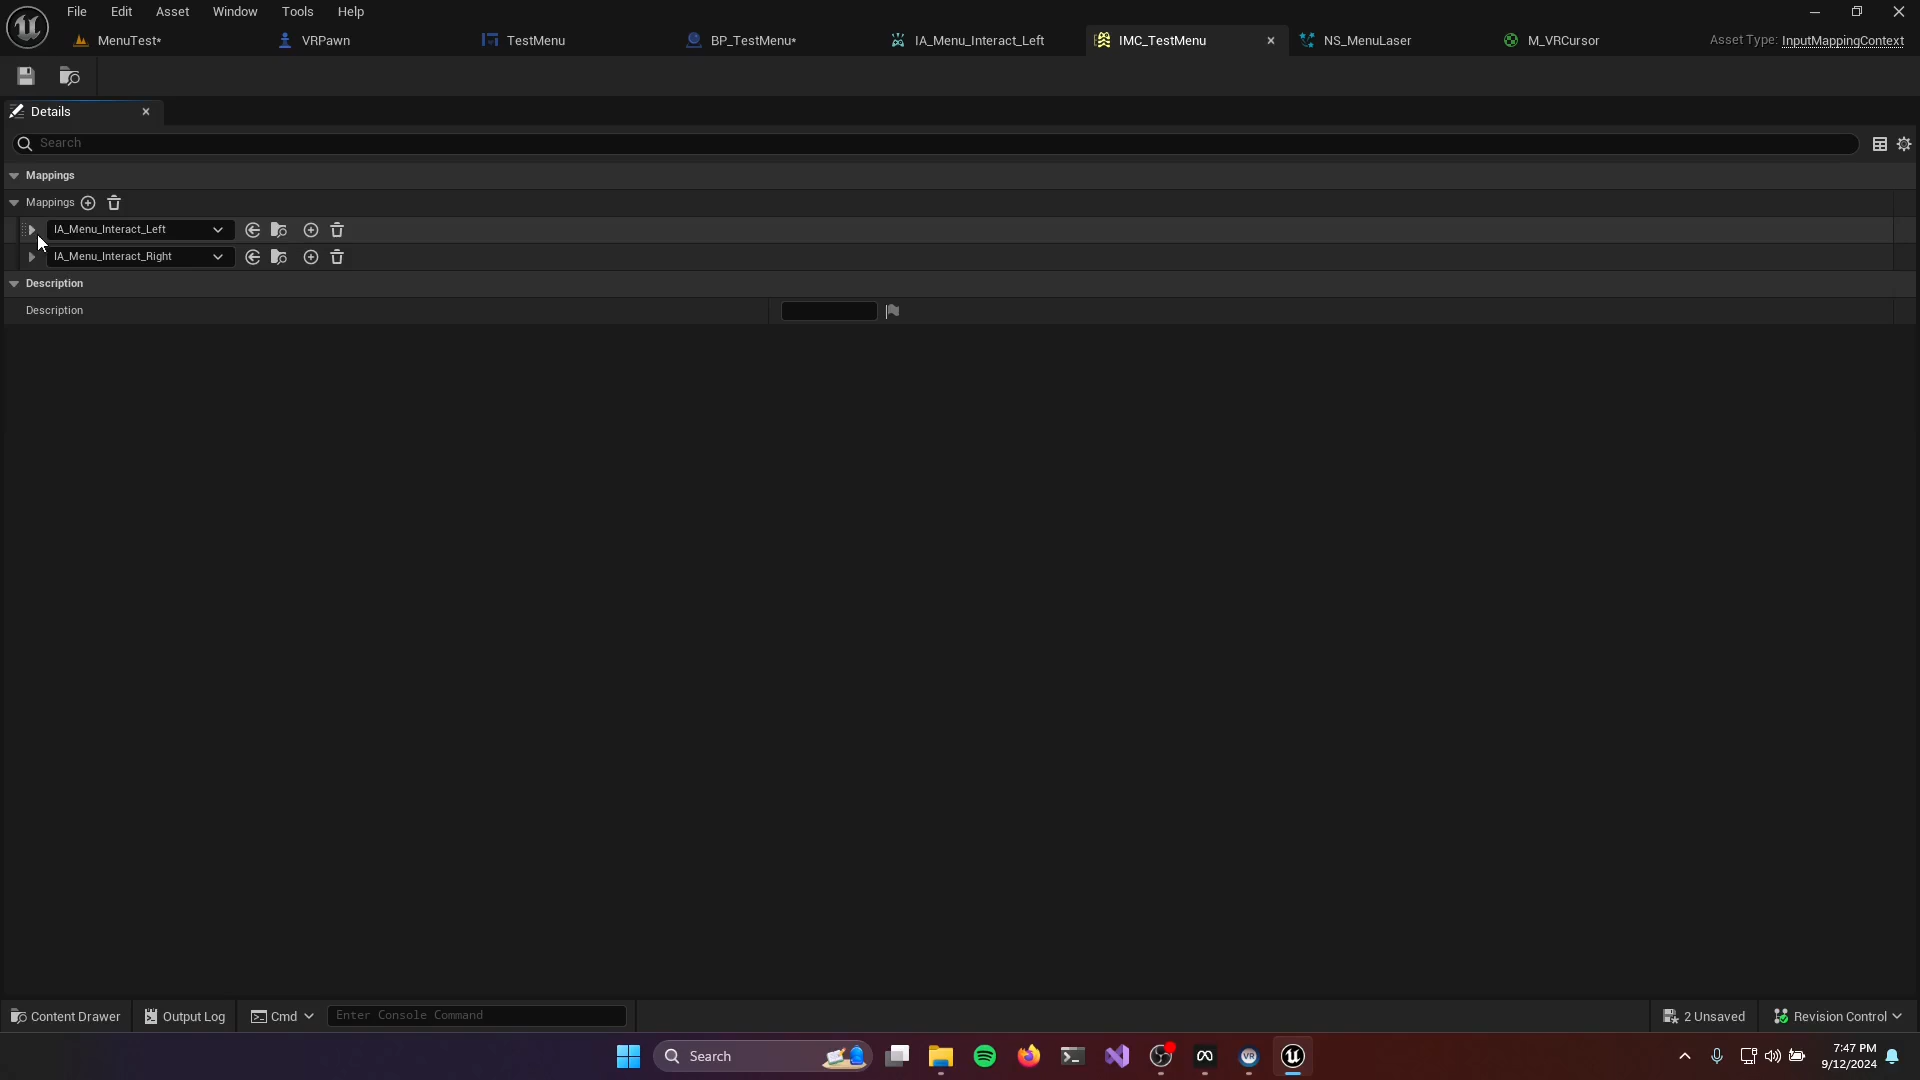 File Edit Asset Window Tools Help
MenuTest* VRPawn TestMenu BP_TestMenu* IA_Menu_Interact_Left IMC_TestMenu NS_MenuLaser M_VRCursor Asset Type: InputMappingContext
Details
Search
Mappings
Mappings
IA_Menu_Interact_Left
IA_Menu_Interact_Right
Description
Description
Content Drawer Output Log Cmd Enter Console Command 2 Unsaved Revision Control
Search VR 7:47 PM
9/12/2024